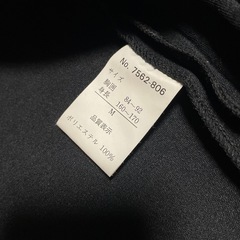 No. 7562-806
サイズ
胸囲 84-92
身長 160-170
M
品質表示
ポリエステル 100%